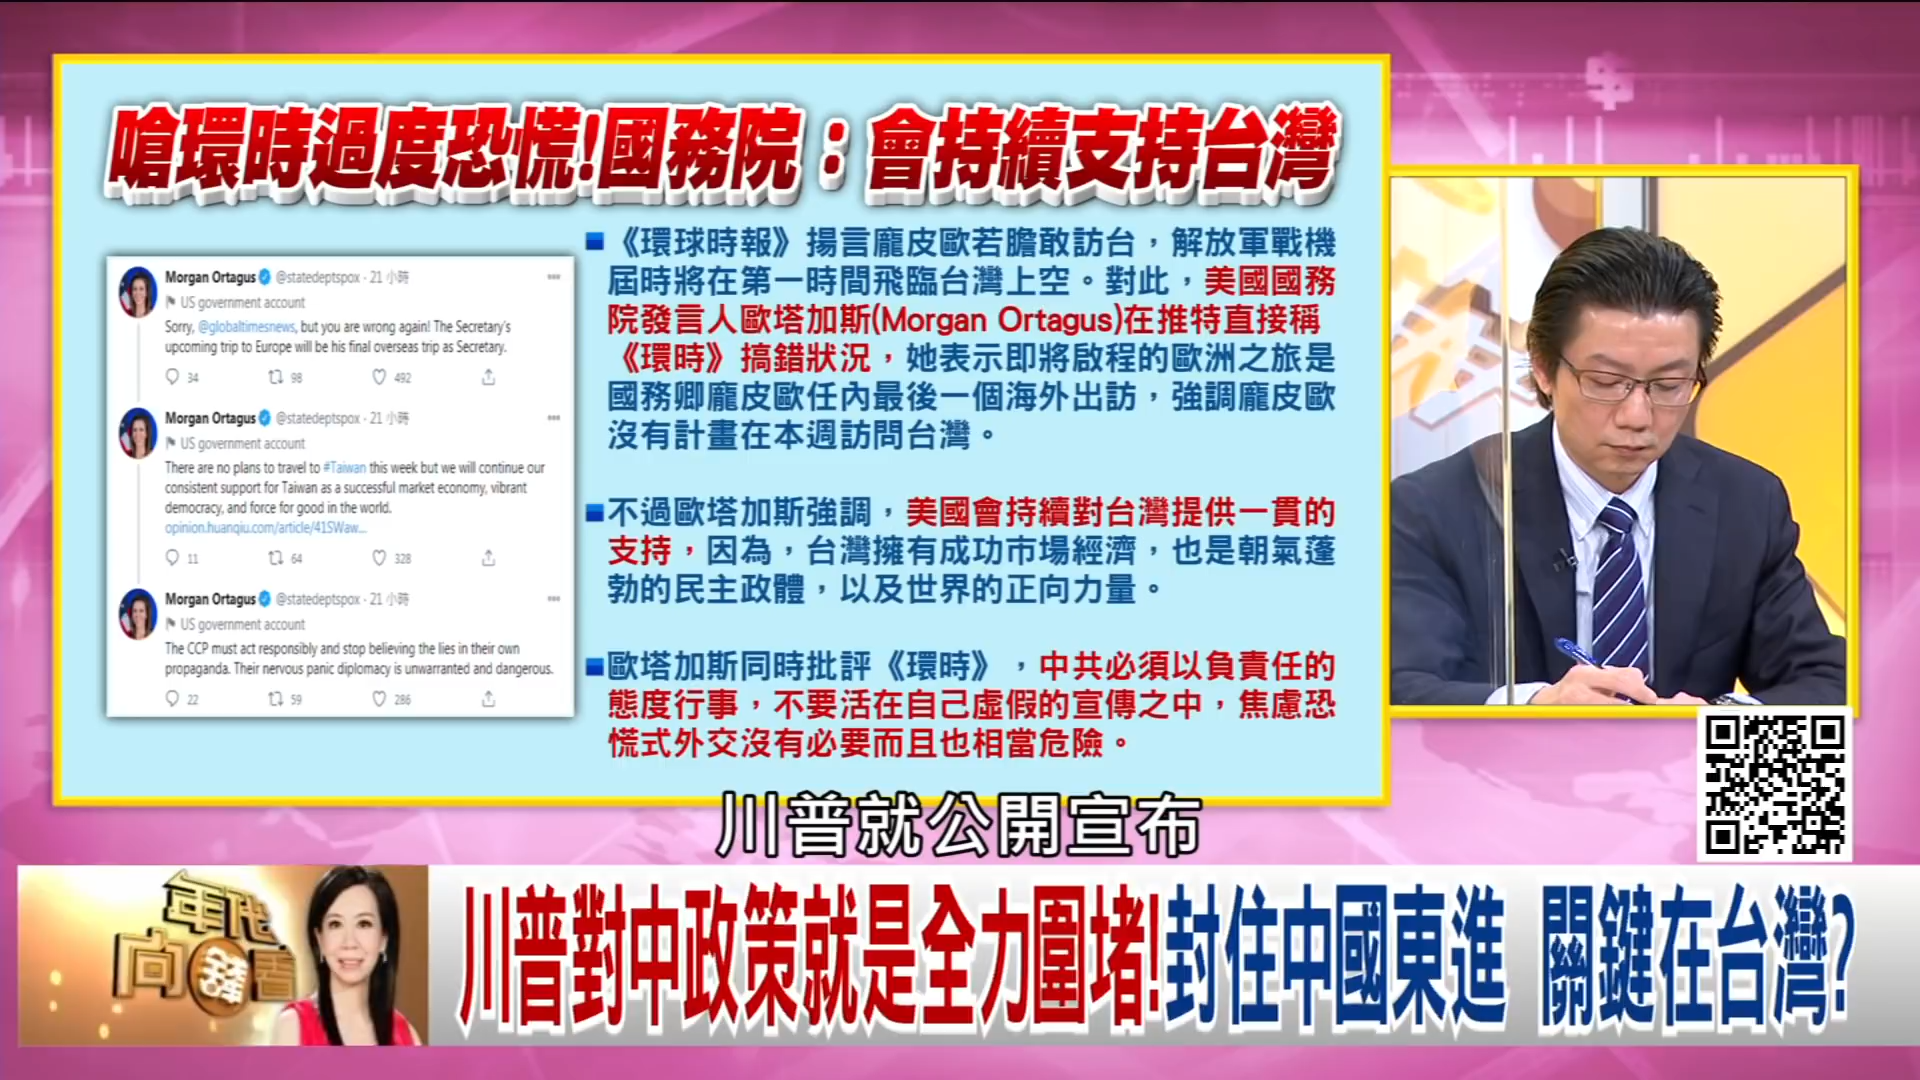 嗆環時過度恐慌!國務院：會持續支持台灣
Morgan Ortagus @statedeptspox · 21 小時
US government account
Sorry, @globaltimesnews, but you are wrong again! The Secretary's
upcoming trip to Europe will be his final overseas trip as Secretary.
34 98 492
Morgan Ortagus @statedeptspox · 21 小時
US government account
There are no plans to travel to #Taiwan this week but we will continue our
consistent support for Taiwan as a successful market economy, vibrant
democracy, and force for good in the world.
opinion.huanqiu.com/article/41SWaw...
11 64 328
Morgan Ortagus @statedeptspox · 21 小時
US government account
The CCP must act responsibly and stop believing the lies in their own
propaganda. Their nervous panic diplomacy is unwarranted and dangerous.
22 59 286
《環球時報》揚言龐皮歐若膽敢訪台，解放軍戰機
屆時將在第一時間飛臨台灣上空。對此，美國國務
院發言人歐塔加斯(Morgan Ortagus)在推特直接稱
《環時》搞錯狀況，她表示即將啟程的歐洲之旅是
國務卿龐皮歐任內最後一個海外出訪，強調龐皮歐
沒有計畫在本週訪問台灣。
不過歐塔加斯強調，美國會持續對台灣提供一貫的
支持，因為，台灣擁有成功市場經濟，也是朝氣蓬
勃的民主政體，以及世界的正向力量。
歐塔加斯同時批評《環時》，中共必須以負責任的
態度行事，不要活在自己虛假的宣傳之中，焦慮恐
慌式外交沒有必要而且也相當危險。
川普就公開宣布
年代
向錢看
川普對中政策就是全力圍堵!封住中國東進 關鍵在台灣?